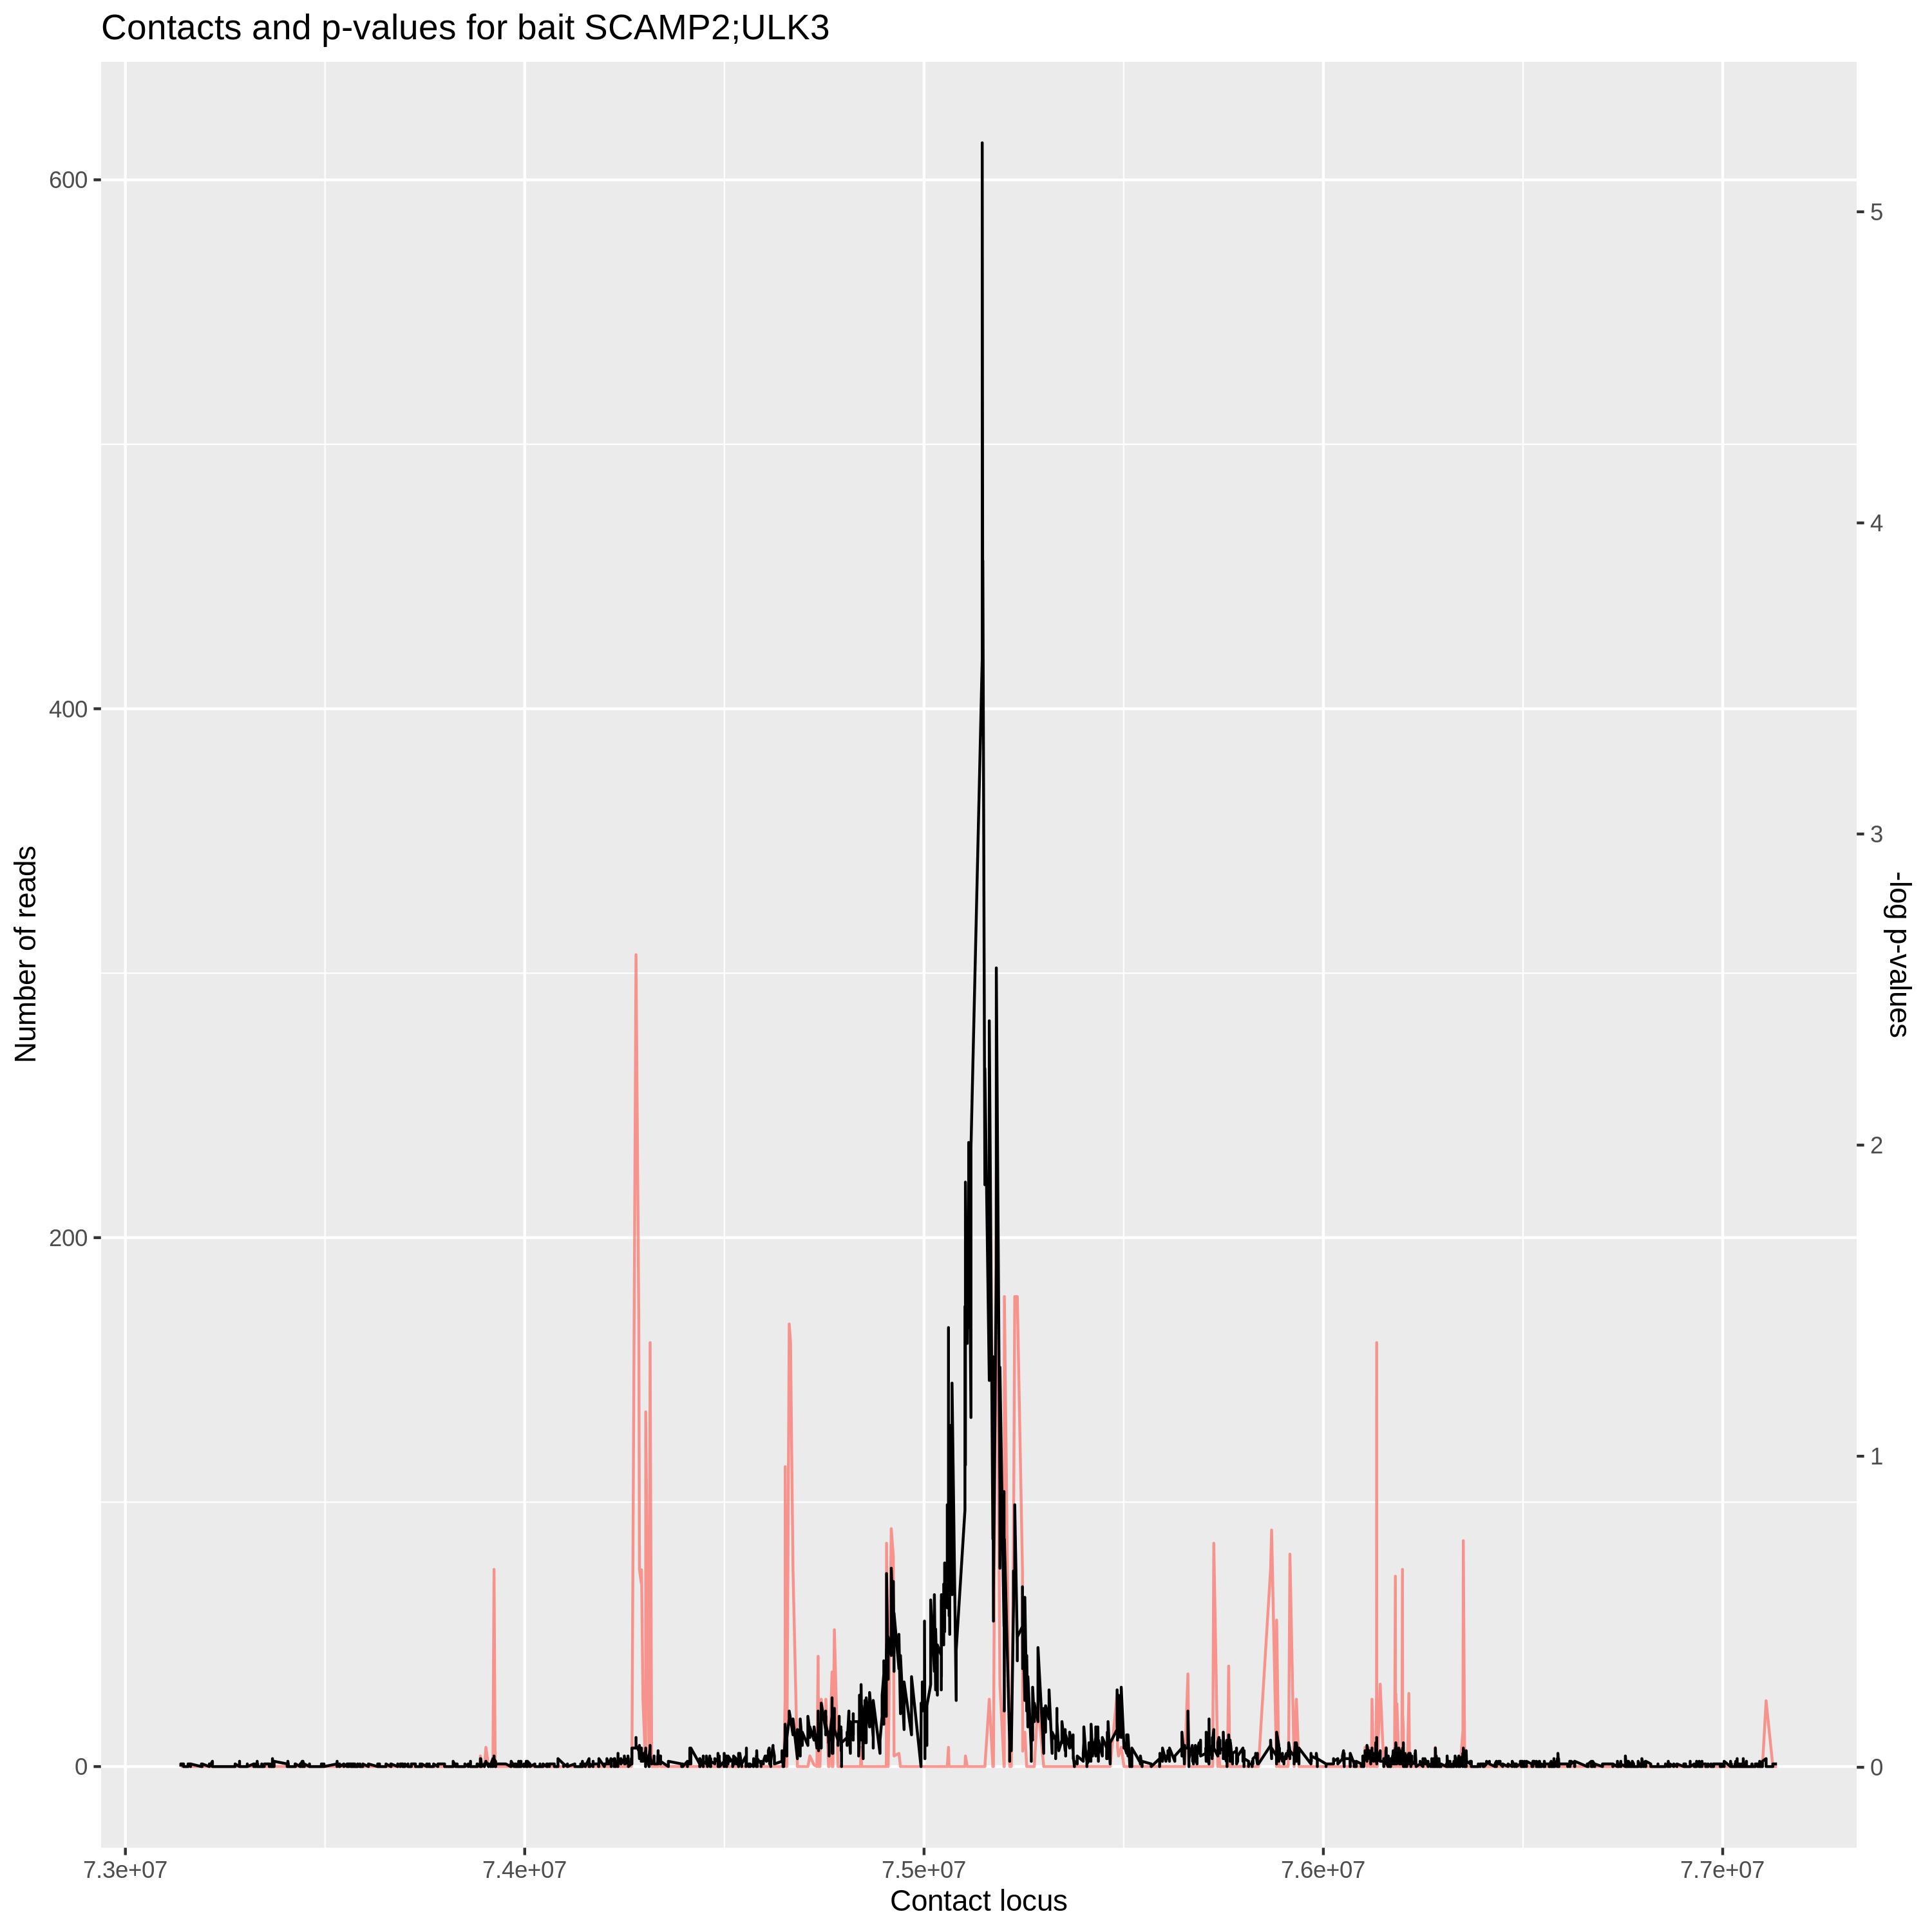 Contacts and p-values for bait SCAMP2;ULK3
600
400
200
0
Number of reads
5
4
3
2
1
0
-log p-values
7.3e+07 7.4e+07 7.5e+07 7.6e+07 7.7e+07
Contact locus